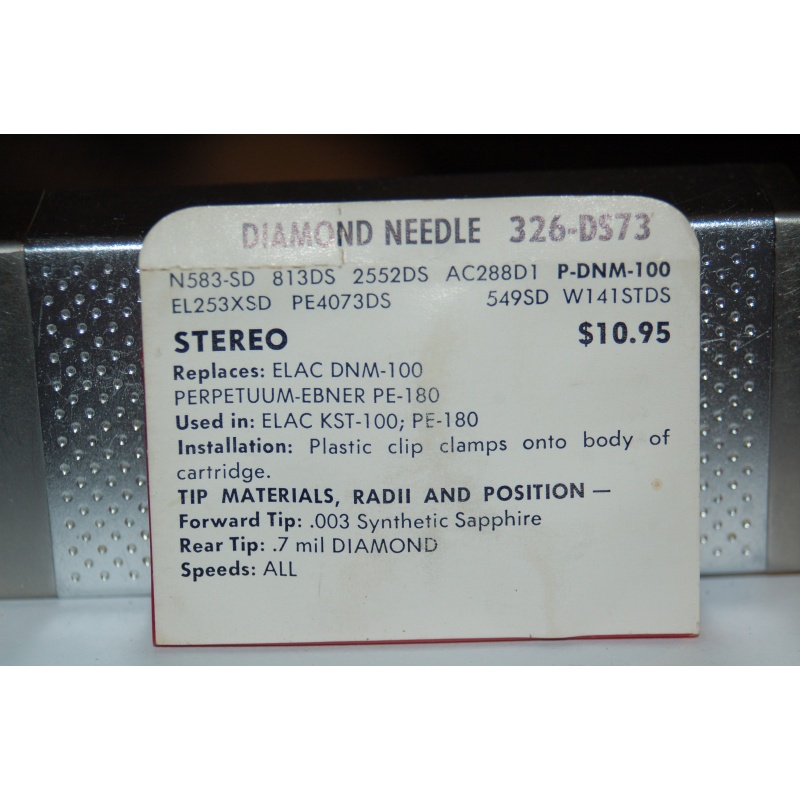 DIAMOND NEEDLE 326-DS73
N583-SD 813DS 2552DS AC288D1 P-DNM-100
EL253XSD PE4073DS 549SD W141STDS
STEREO $10.95
Replaces: ELAC DNM-100
PERPETUUM-EBNER PE-180
Used in: ELAC KST-100; PE-180
Installation: Plastic clip clamps onto body of
cartridge.
TIP MATERIALS, RADII AND POSITION —
Forward Tip: .003 Synthetic Sapphire
Rear Tip: .7 mil DIAMOND
Speeds: ALL